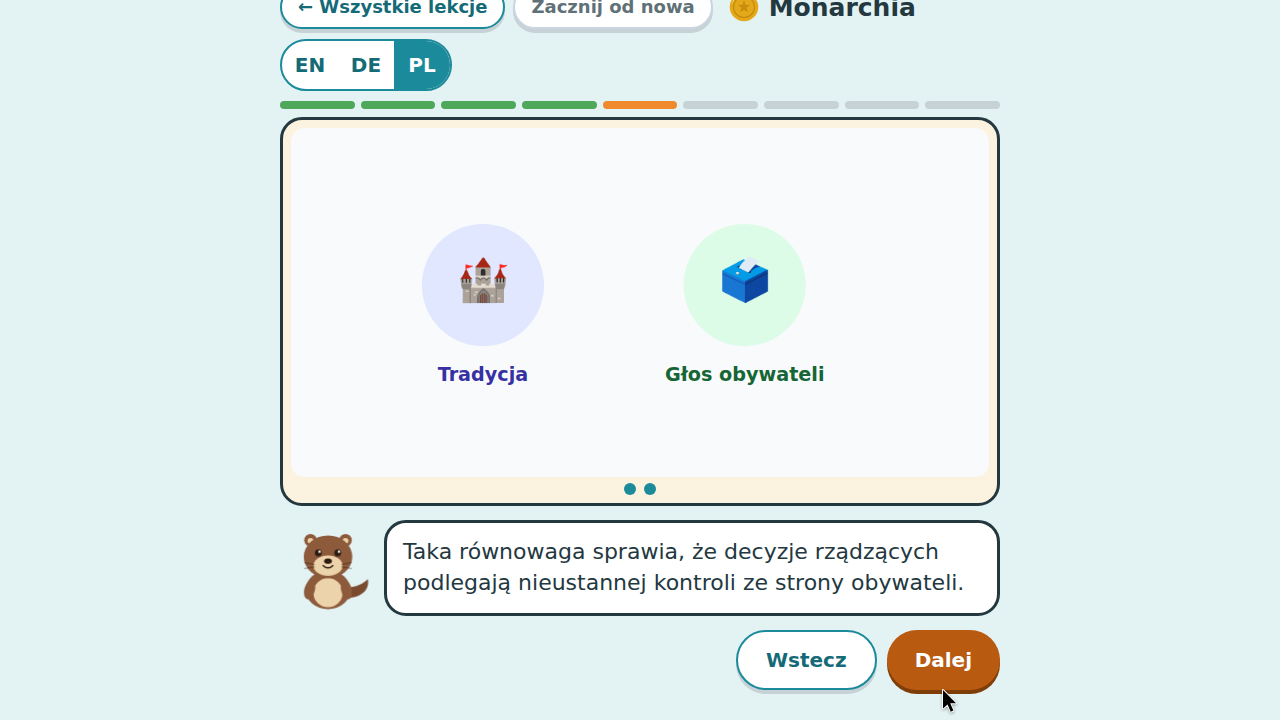 ← Wszystkie lekcje
Zacznij od nowa
Monarchia
EN DE PL
Tradycja
Głos obywateli
Taka równowaga sprawia, że decyzje rządzących
podlegają nieustannej kontroli ze strony obywateli.
Wstecz
Dalej